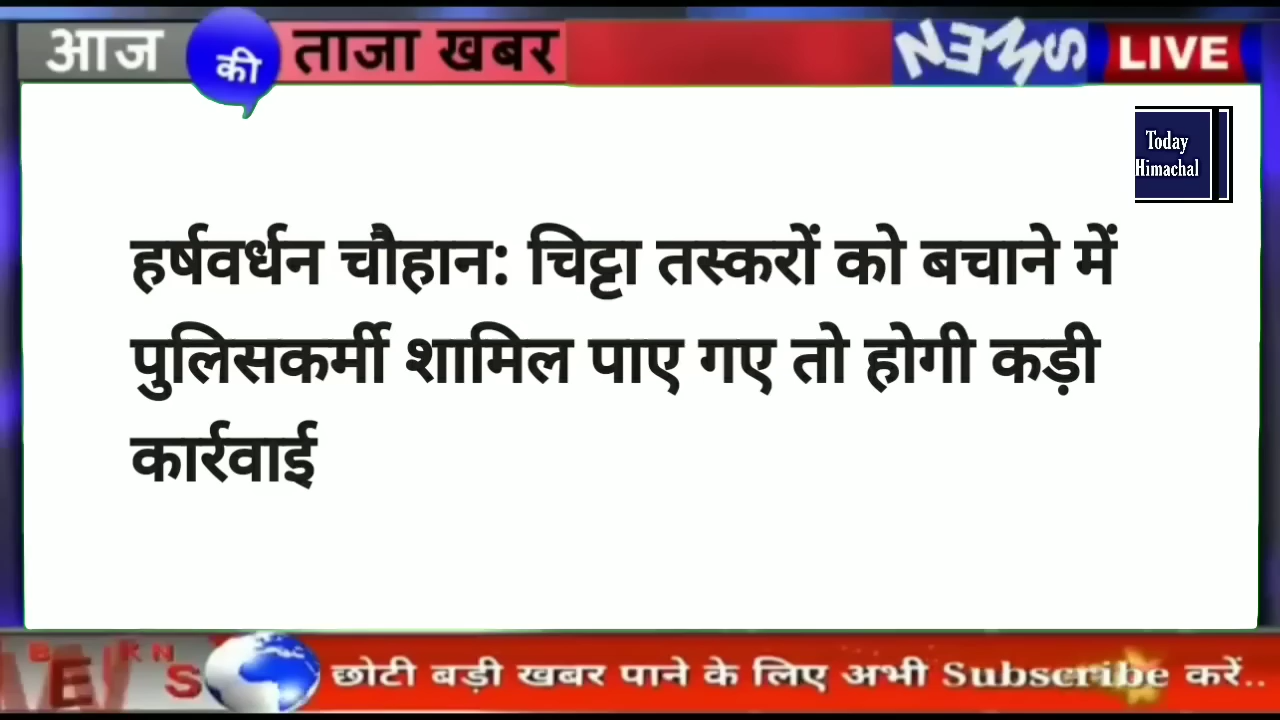 आज की ताजा खबर NEWS LIVE
Today
Himachal
हर्षवर्धन चौहान: चिट्टा तस्करों को बचाने में
पुलिसकर्मी शामिल पाए गए तो होगी कड़ी
कार्रवाई
छोटी बड़ी खबर पाने के लिए अभी Subscribe करें..